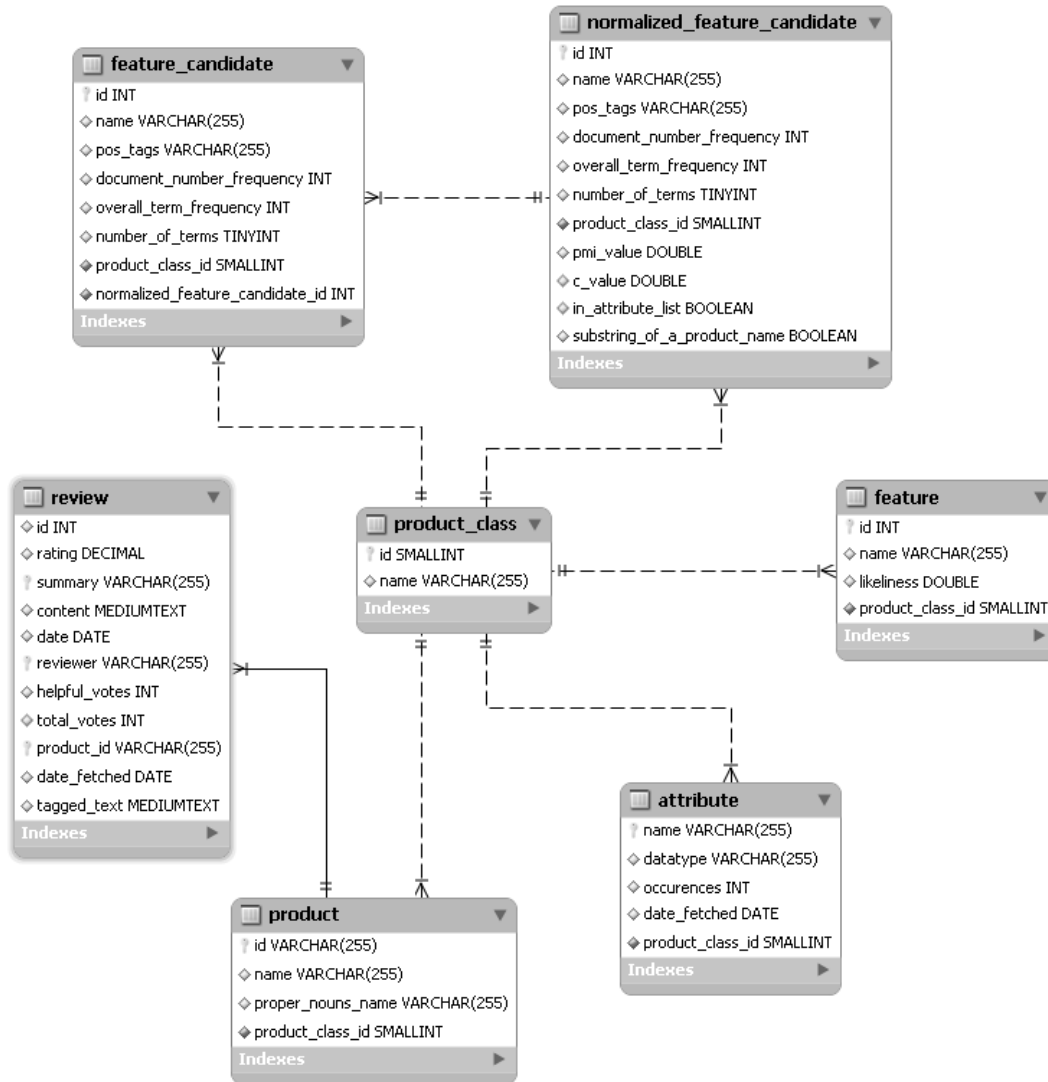 feature_candidate
id INT
name VARCHAR(255)
pos_tags VARCHAR(255)
document_number_frequency INT
overall_term_frequency INT
number_of_terms TINYINT
product_class_id SMALLINT
normalized_feature_candidate_id INT
Indexes
normalized_feature_candidate
id INT
name VARCHAR(255)
pos_tags VARCHAR(255)
document_number_frequency INT
overall_term_frequency INT
number_of_terms TINYINT
product_class_id SMALLINT
pmi_value DOUBLE
c_value DOUBLE
in_attribute_list BOOLEAN
substring_of_a_product_name BOOLEAN
Indexes
review
id INT
rating DECIMAL
summary VARCHAR(255)
content MEDIUMTEXT
date DATE
reviewer VARCHAR(255)
helpful_votes INT
total_votes INT
product_id VARCHAR(255)
date_fetched DATE
tagged_text MEDIUMTEXT
Indexes
product_class
id SMALLINT
name VARCHAR(255)
Indexes
feature
id INT
name VARCHAR(255)
likeliness DOUBLE
product_class_id SMALLINT
Indexes
attribute
name VARCHAR(255)
datatype VARCHAR(255)
occurences INT
date_fetched DATE
product_class_id SMALLINT
Indexes
product
id VARCHAR(255)
name VARCHAR(255)
proper_nouns_name VARCHAR(255)
product_class_id SMALLINT
Indexes